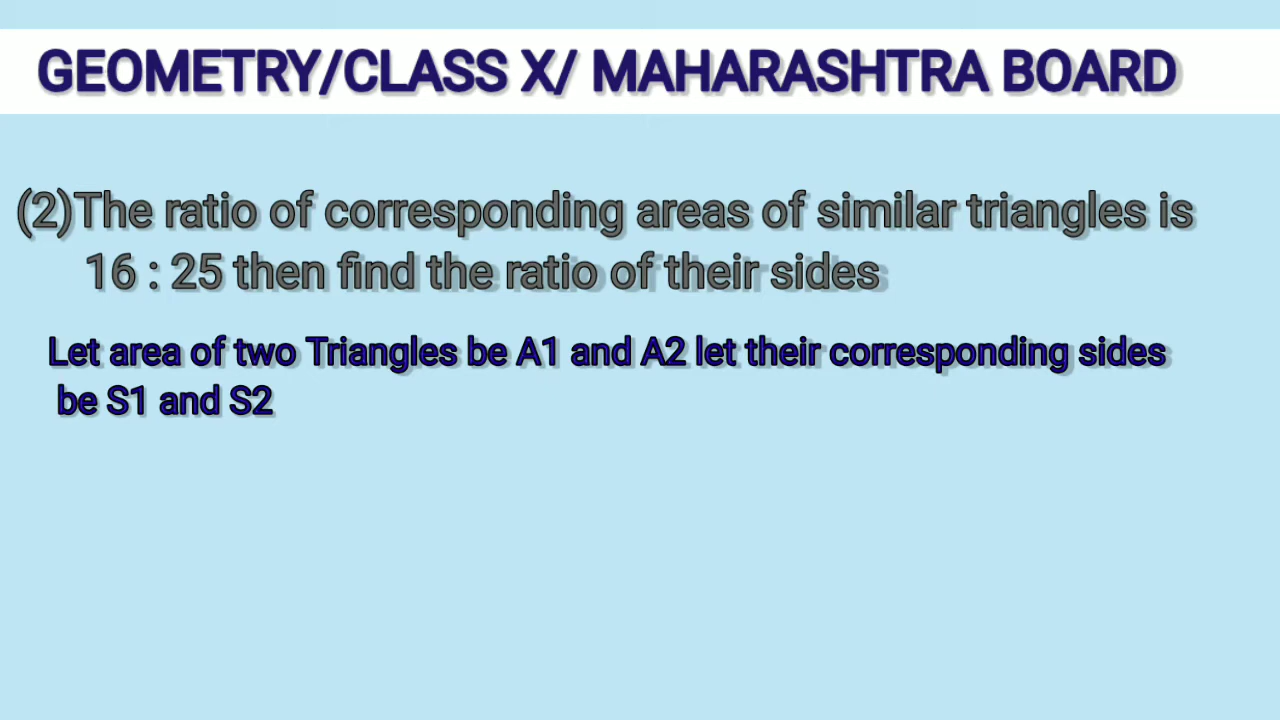 GEOMETRY/CLASS X/ MAHARASHTRA BOARD
(2)The ratio of corresponding areas of similar triangles is
16 : 25 then find the ratio of their sides
Let area of two Triangles be A1 and A2 let their corresponding sides
be S1 and S2